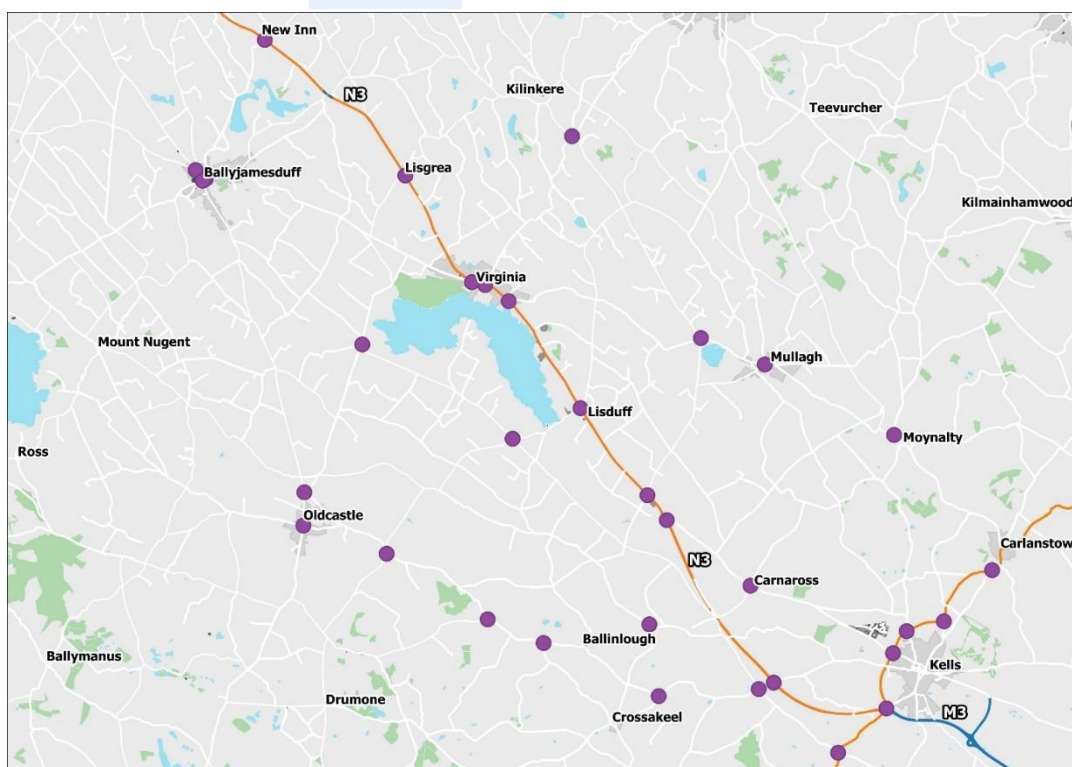 New Inn
N3
Kilinkere
Teevurcher
Ballyjamesduff
Lisgrea
Kilmainhamwood
Virginia
Mount Nugent
Mullagh
Lisduff
Moynalty
Ross
Oldcastle
Carlanstow
N3
Carnaross
Ballinlough
Ballymanus
Kells
Drumone
Crossakeel
M3